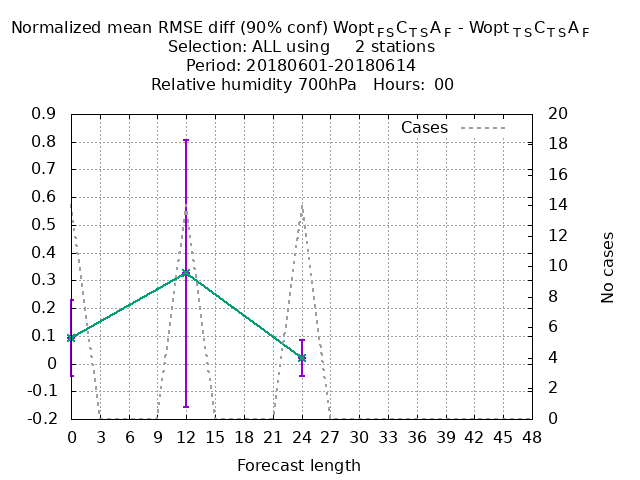 Normalized mean RMSE diff (90% conf) Wopt FS C TS A F - Wopt TS C TS A F
Selection: ALL using 2 stations
Period: 20180601-20180614
Relative humidity 700hPa Hours: 00
Cases
0.9
0.8
0.7
0.6
0.5
0.4
0.3
0.2
0.1
0
-0.1
-0.2
20
18
16
14
12
10
8
6
4
2
0
No cases
0 3 6 9 12 15 18 21 24 27 30 33 36 39 42 45 48
Forecast length